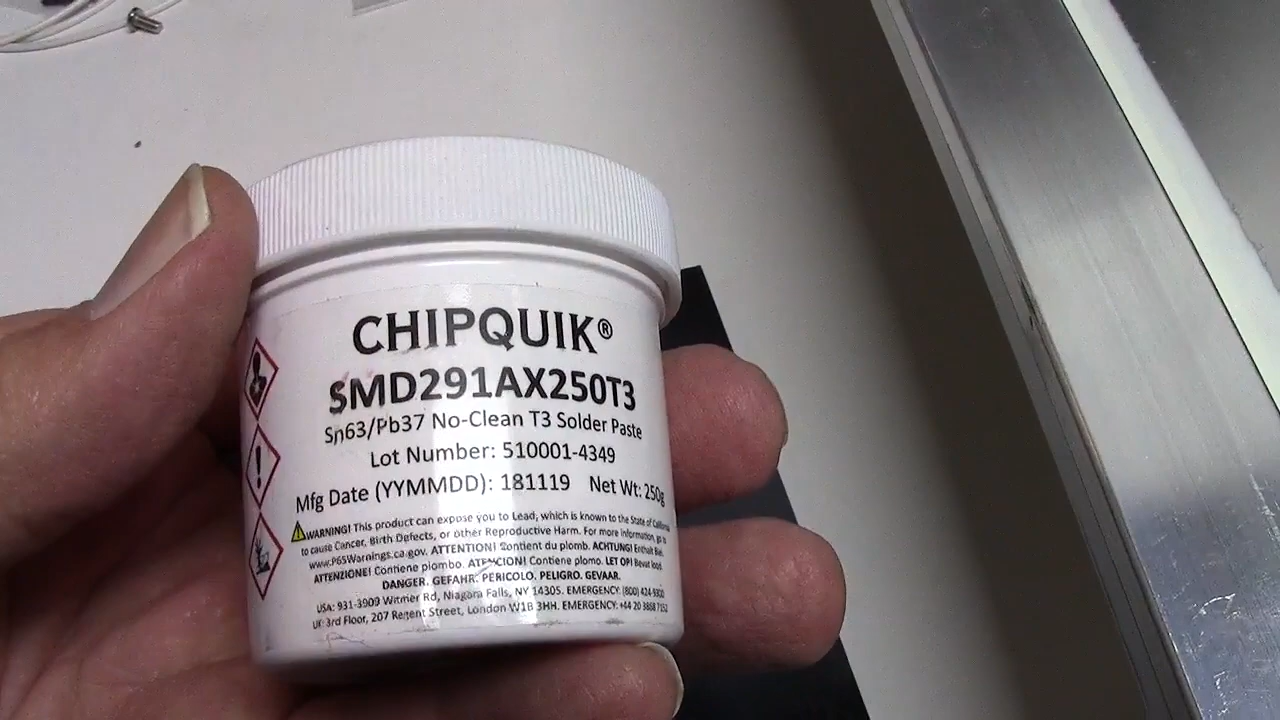 CHIPQUIK®
SMD291AX250T3
Sn63/Pb37 No-Clean T3 Solder Paste
Lot Number: 510001-4349
Mfg Date (YYMMDD): 181119 Net Wt: 250g
WARNING! This product can expose you to Lead, which is known to the State of California
to cause Cancer, Birth Defects, or other Reproductive Harm. For more information, go to
www.P65Warnings.ca.gov. ATTENTION! Contient du plomb. ACHTUNG! Enthält Blei.
ATTENZIONE! Contiene piombo. ATENCION! Contiene plomo. LET OP! Bevat lood.
DANGER. GEFAHR. PERICOLO. PELIGRO. GEVAAR.
USA: 931-3909 Witmer Rd, Niagara Falls, NY 14305. EMERGENCY: (800) 424-9300
UK: 3rd Floor, 207 Regent Street, London W1B 3HH. EMERGENCY: +44 20 3868 7152